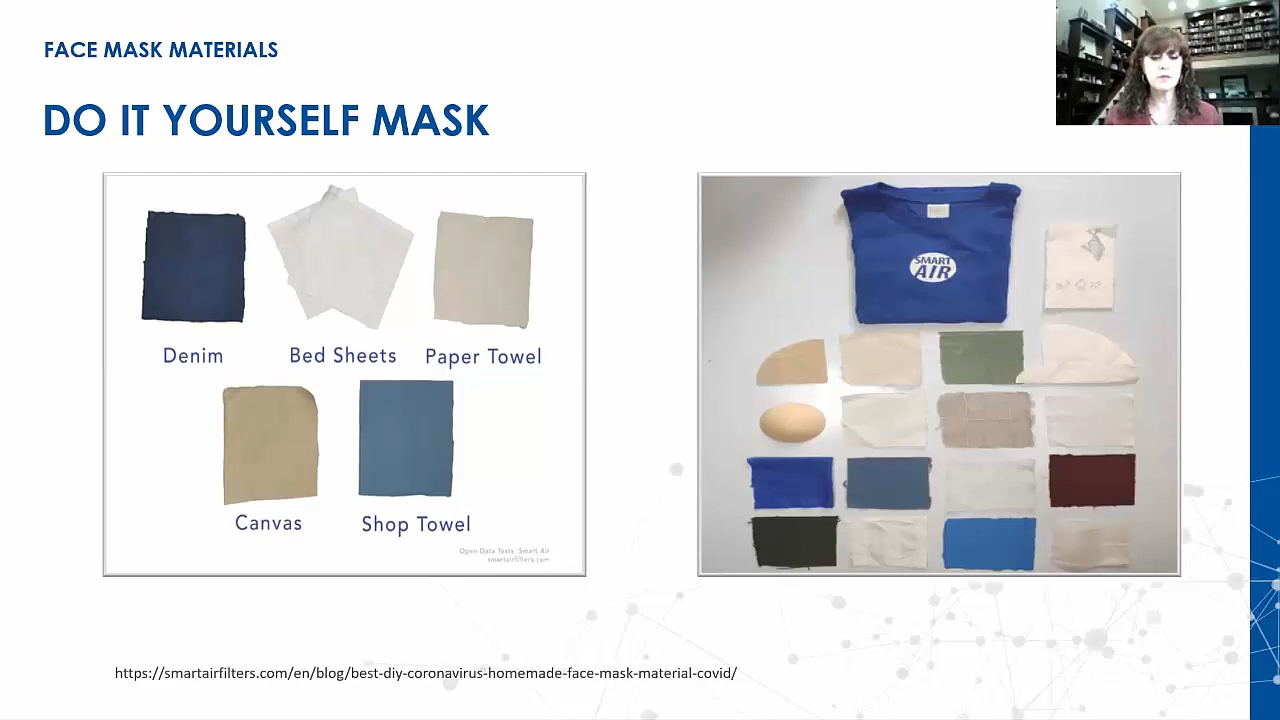 FACE MASK MATERIALS
DO IT YOURSELF MASK
Denim
Bed Sheets
Paper Towel
Canvas
Shop Towel
Open-Data Tests: Smart Air
smartairfilters.com
SMART
AIR
https://smartairfilters.com/en/blog/best-diy-coronavirus-homemade-face-mask-material-covid/